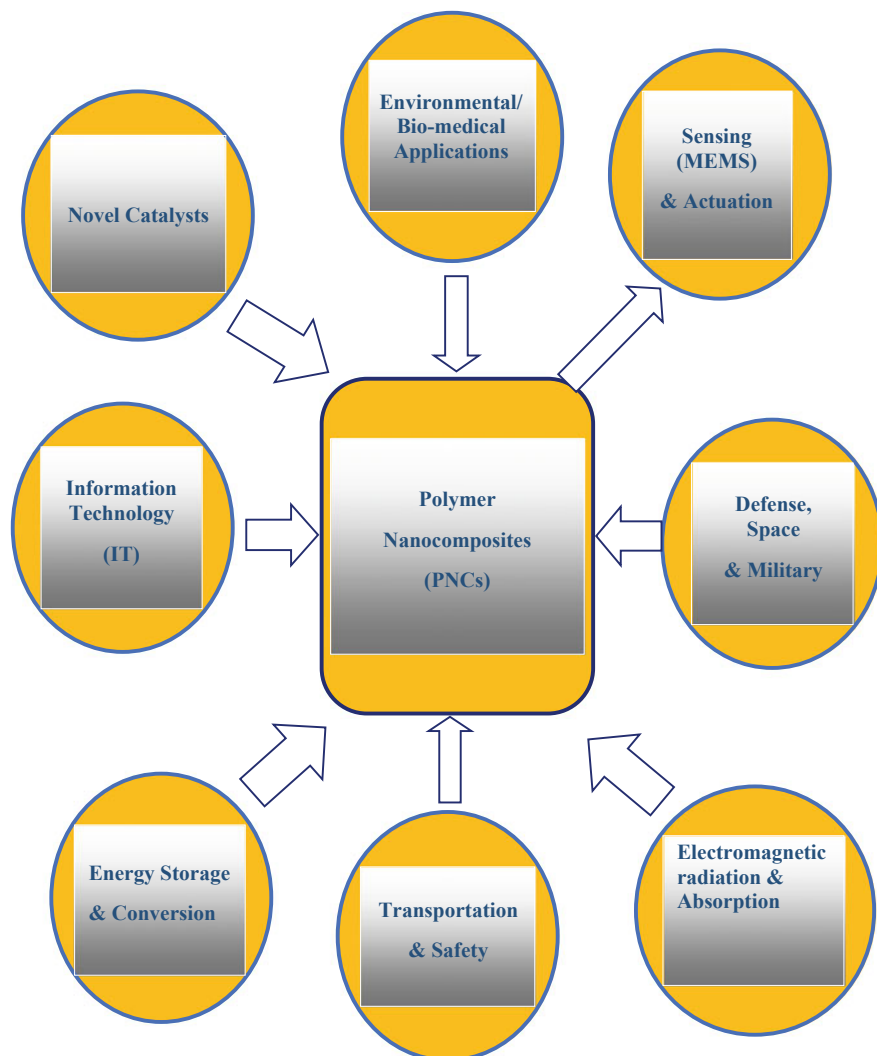 Environmental/
Bio-medical
Applications
Sensing
(MEMS)
& Actuation
Novel Catalysts
Information
Technology
(IT)
Polymer
Nanocomposites
(PNCs)
Defense,
Space
& Military
Energy Storage
& Conversion
Transportation
& Safety
Electromagnetic
radiation &
Absorption